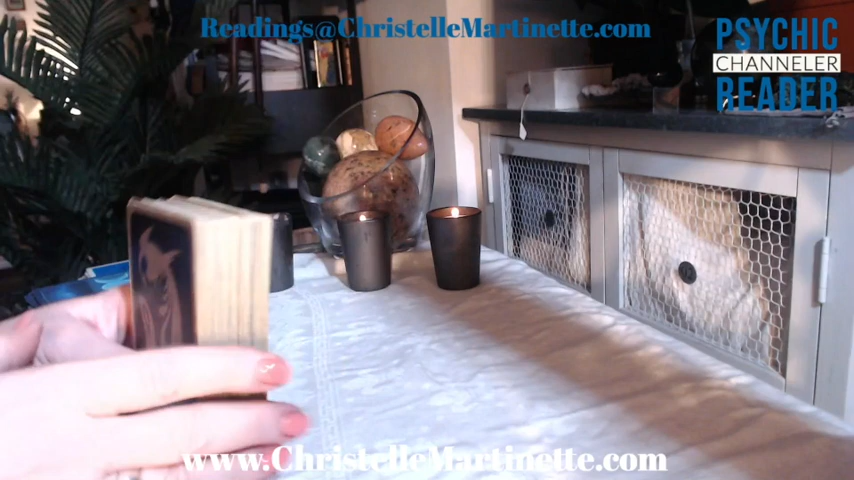 Readings@ChristelleMartinette.com
PSYCHIC
CHANNELER
READER
www.ChristelleMartinette.com